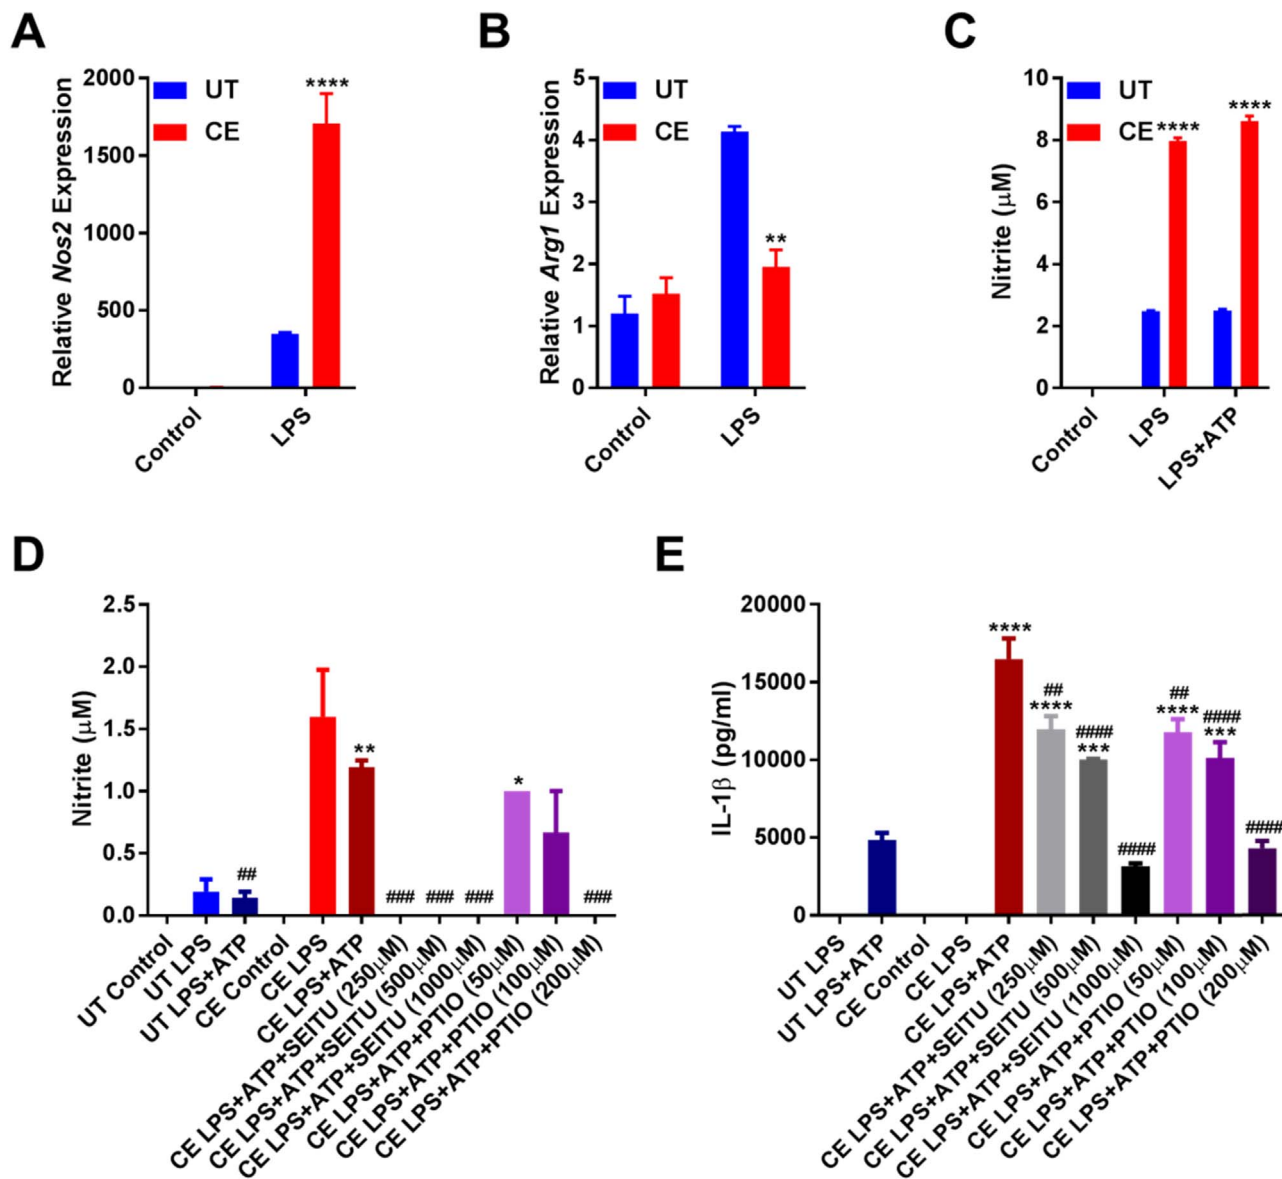 A
Relative Nos2 Expression
2000
1500
1000
500
0
UT
CE
****
Control
LPS
B
Relative Arg1 Expression
5
4
3
2
1
0
UT
CE
**
Control
LPS
C
Nitrite (μM)
10
8
6
4
2
0
UT
CE
****
****
Control
LPS
LPS+ATP
D
Nitrite (μM)
2.5
2.0
1.5
1.0
0.5
0.0
##
**
###
###
###
*
###
UT Control
UT LPS
UT LPS+ATP
CE Control
CE LPS
CE LPS+ATP
CE LPS+ATP+SEITU (250μM)
CE LPS+ATP+SEITU (500μM)
CE LPS+ATP+SEITU (1000μM)
CE LPS+ATP+PTIO (50μM)
CE LPS+ATP+PTIO (100μM)
CE LPS+ATP+PTIO (200μM)
E
IL-1β (pg/ml)
20000
15000
10000
5000
0
****
##
****
####
***
####
##
****
####
***
####
UT LPS
UT LPS+ATP
CE Control
CE LPS
CE LPS+ATP
CE LPS+ATP+SEITU (250μM)
CE LPS+ATP+SEITU (500μM)
CE LPS+ATP+SEITU (1000μM)
CE LPS+ATP+PTIO (50μM)
CE LPS+ATP+PTIO (100μM)
CE LPS+ATP+PTIO (200μM)